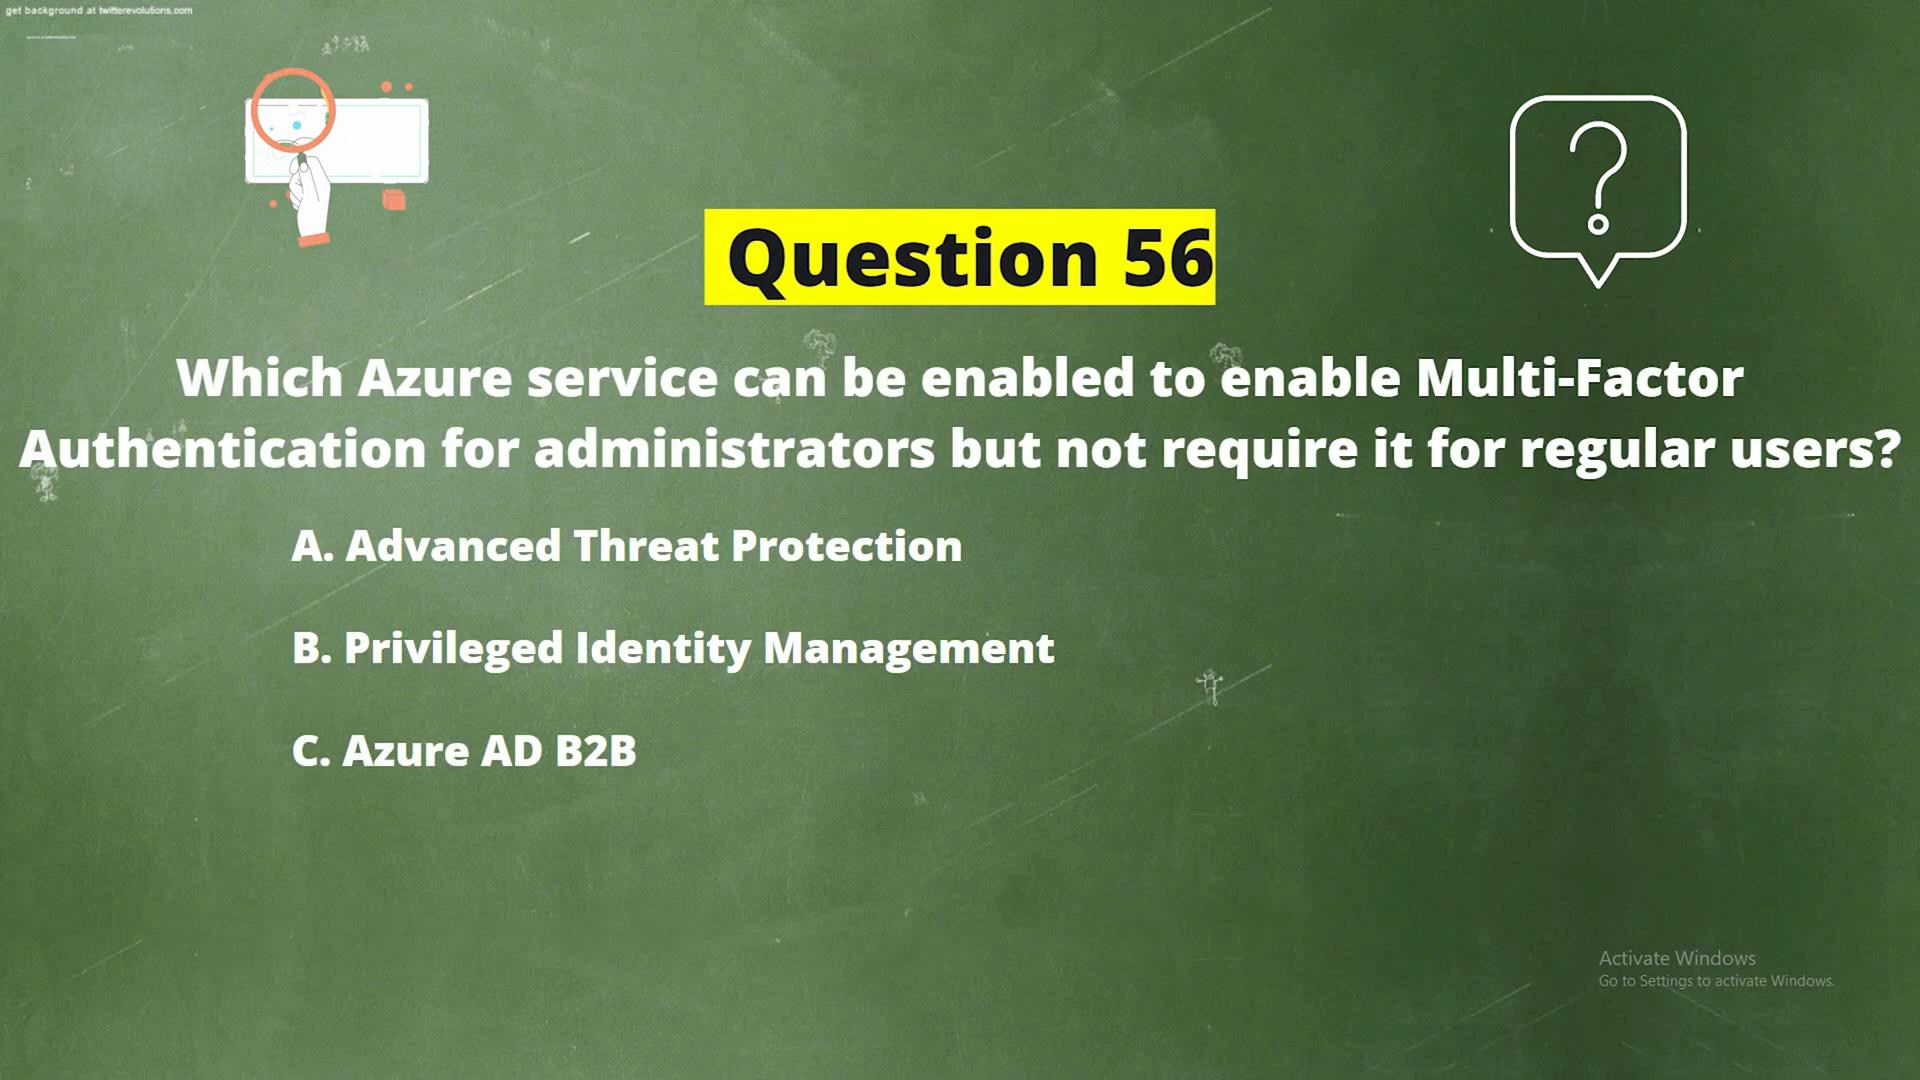 get background at twitterevolutions.com
Question 56
Which Azure service can be enabled to enable Multi-Factor
Authentication for administrators but not require it for regular users?
A. Advanced Threat Protection
B. Privileged Identity Management
C. Azure AD B2B
Activate Windows
Go to Settings to activate Windows.